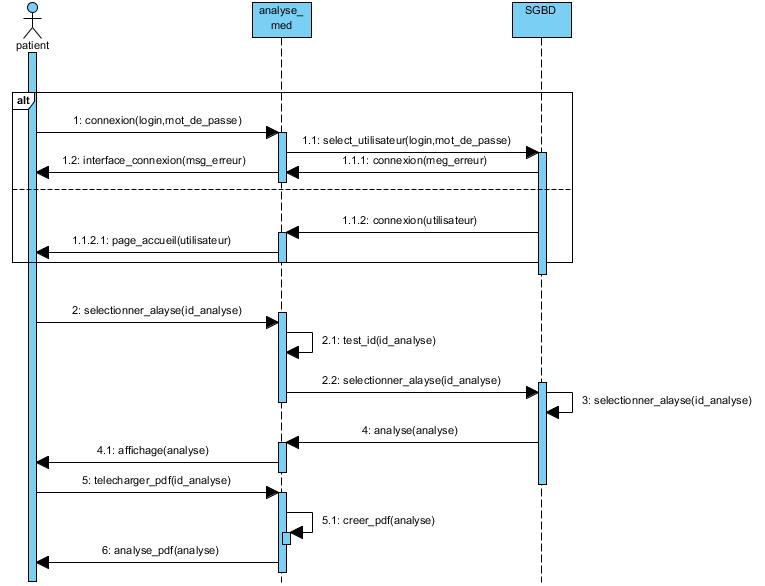 analyse_
med
SGBD
patient
alt
1: connexion(login,mot_de_passe)
1.1: select_utilisateur(login,mot_de_passe)
1.2: interface_connexion(msg_erreur)
1.1.1: connexion(meg_erreur)
1.1.2: connexion(utilisateur)
1.1.2.1: page_accueil(utilisateur)
2: selectionner_alayse(id_analyse)
2.1: test_id(id_analyse)
2.2: selectionner_alayse(id_analyse)
3: selectionner_alayse(id_analyse)
4: analyse(analyse)
4.1: affichage(analyse)
5: telecharger_pdf(id_analyse)
5.1: creer_pdf(analyse)
6: analyse_pdf(analyse)